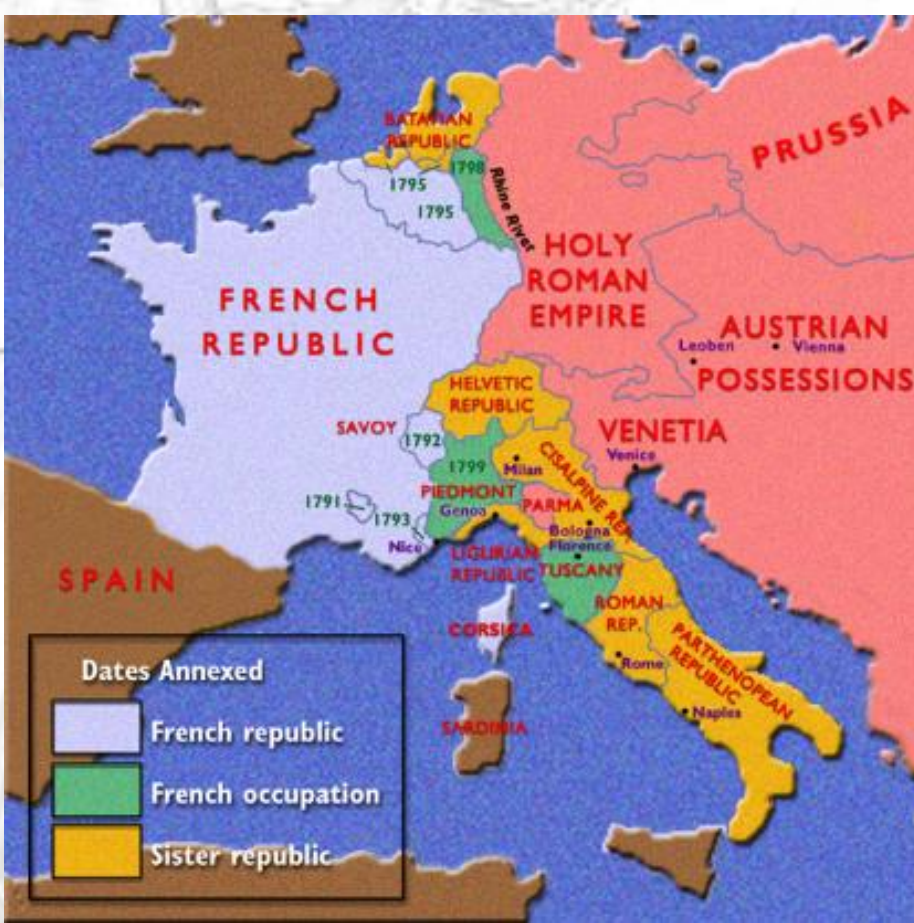 BATAVIAN
REPUBLIC
1798
1795
1795
Rhine River
PRUSSIA
HOLY
ROMAN
EMPIRE
FRENCH
REPUBLIC
AUSTRIAN
Leoben
Vienna
POSSESSIONS
HELVETIC
REPUBLIC
SAVOY
1792
VENETIA
Venice
CISALPINE REP.
Milan
1799
PIEDMONT
Genoa
PARMA
1791
1793
Nice
Bologna
Florence
LIGURIAN
REPUBLIC
TUSCANY
SPAIN
CORSICA
ROMAN
REP.
PARTHENOPEAN
REPUBLIC
Rome
Naples
SARDINIA
Dates Annexed
French republic
French occupation
Sister republic